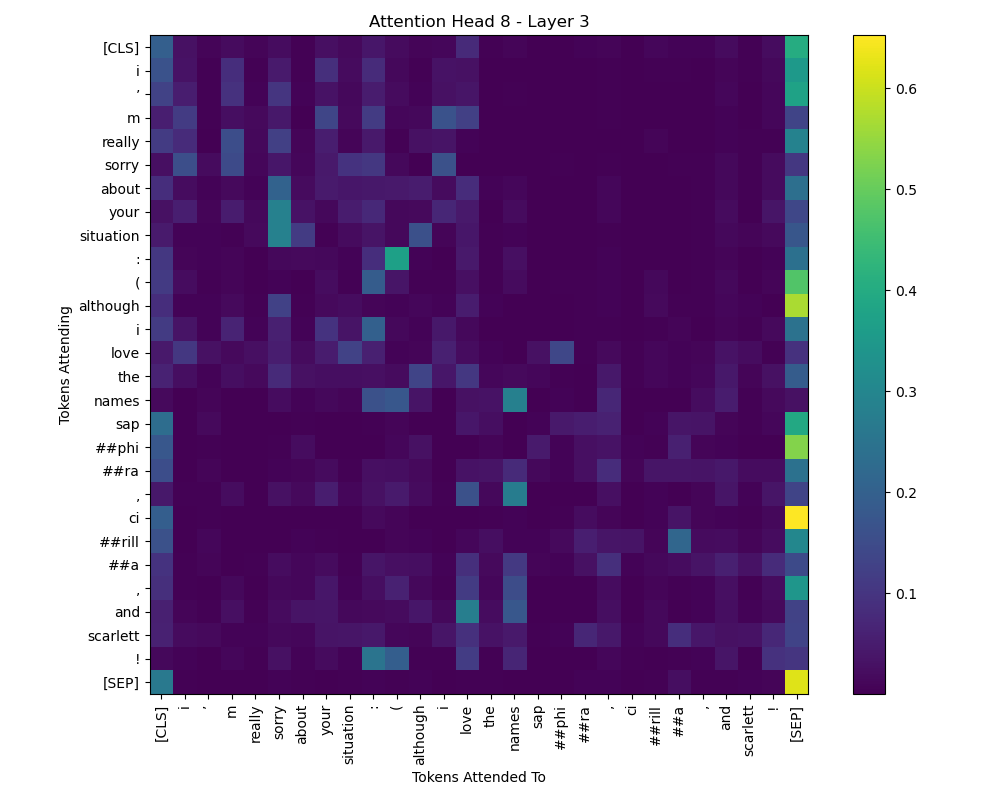 Attention Head 8 - Layer 3
Tokens Attending
[CLS]
i
’
m
really
sorry
about
your
situation
:
(
although
i
love
the
names
sap
##phi
##ra
,
ci
##rill
##a
,
and
scarlett
!
[SEP]
[CLS]
i
’
m
really
sorry
about
your
situation
:
(
although
i
love
the
names
sap
##phi
##ra
,
ci
##rill
##a
,
and
scarlett
!
[SEP]
Tokens Attended To
0.6
0.5
0.4
0.3
0.2
0.1